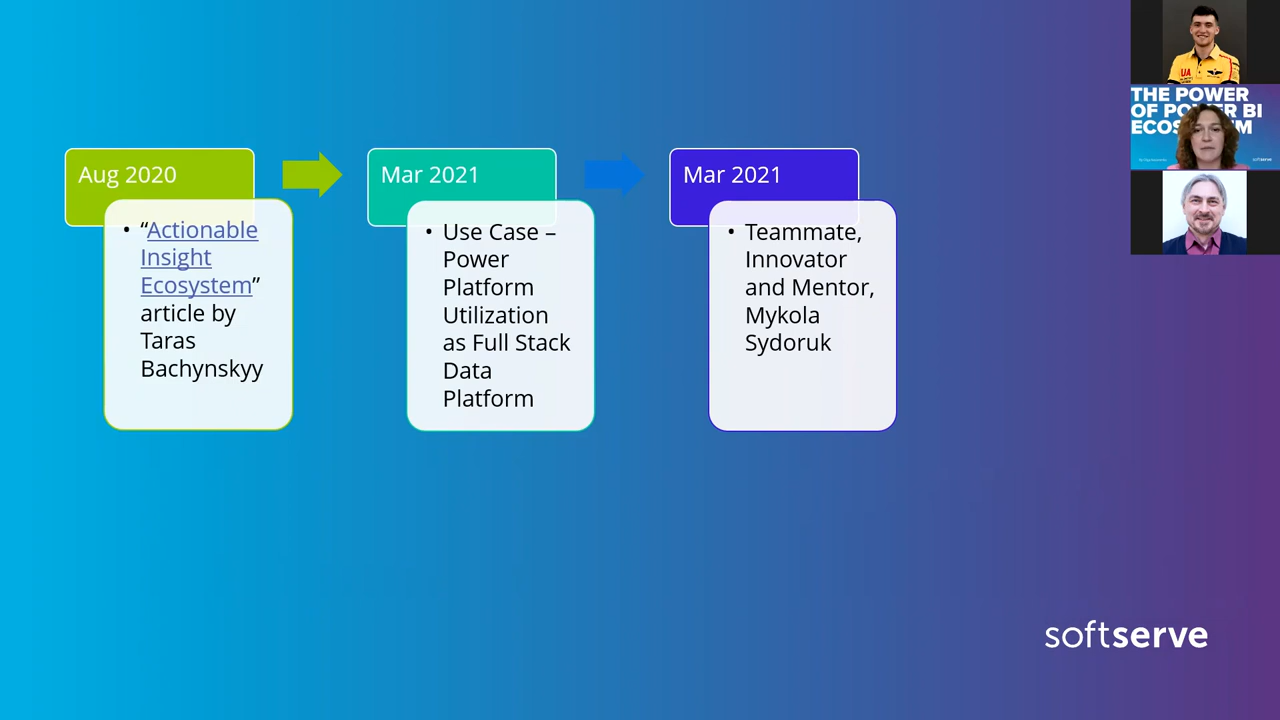 Aug 2020
• “Actionable
Insight
Ecosystem”
article by
Taras
Bachynskyy
Mar 2021
• Use Case –
Power
Platform
Utilization
as Full Stack
Data
Platform
Mar 2021
• Teammate,
Innovator
and Mentor,
Mykola
Sydoruk
UA
THE POWER
OF POWER BI
softserve
softserve